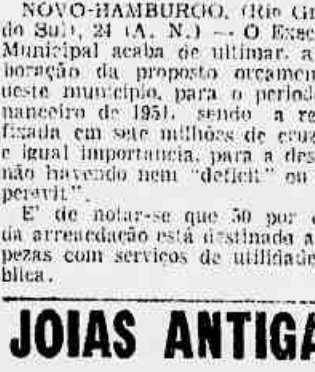 NOVO-HAMBURGO, (Rio Gr
do Sul), 24 (A. N.) — O Exec
Municipal acaba de ultimar, a
boração da proposta orçamen
deste município, para o period
nanceiro de 1951, sendo a re
fixada em sete milhões de cruz
e igual importancia, para a des
não havendo nem "deficit" ou
peravit".
E' de notar-se que 50 por c
da arrecadação está destinada a
pezas com serviços de utilidade
blica.
JOIAS ANTIGA